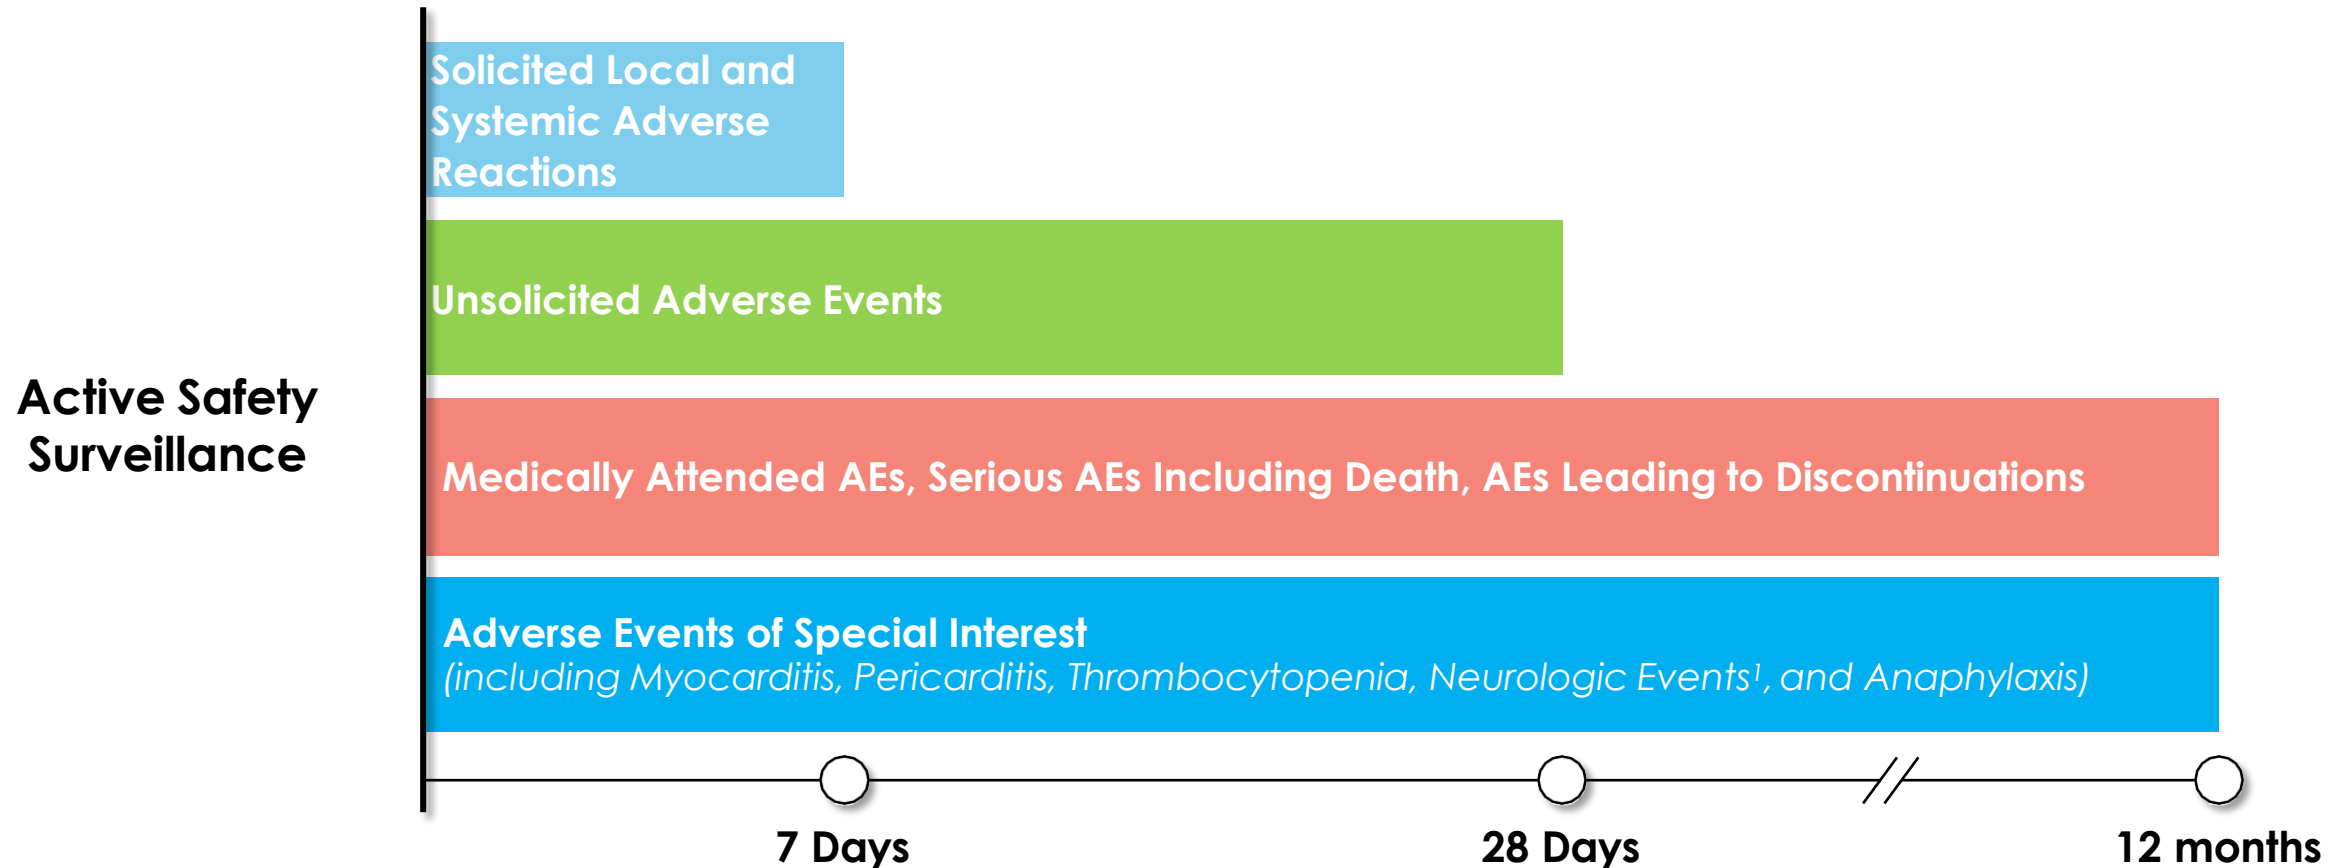 Solicited Local and
Systemic Adverse
Reactions
Unsolicited Adverse Events
Active Safety
Surveillance
Medically Attended AEs, Serious AEs Including Death, AEs Leading to Discontinuations
Adverse Events of Special Interest
(including Myocarditis, Pericarditis, Thrombocytopenia, Neurologic Events¹, and Anaphylaxis)
7 Days
28 Days
12 months